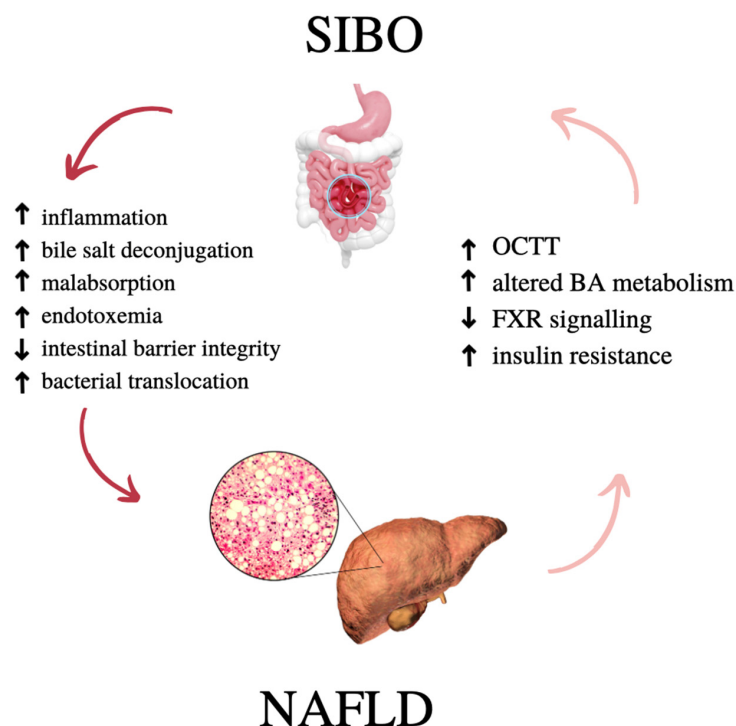 SIBO
↑ inflammation
↑ bile salt deconjugation
↑ malabsorption
↑ endotoxemia
↓ intestinal barrier integrity
↑ bacterial translocation
↑ OCTT
↑ altered BA metabolism
↓ FXR signalling
↑ insulin resistance
NAFLD